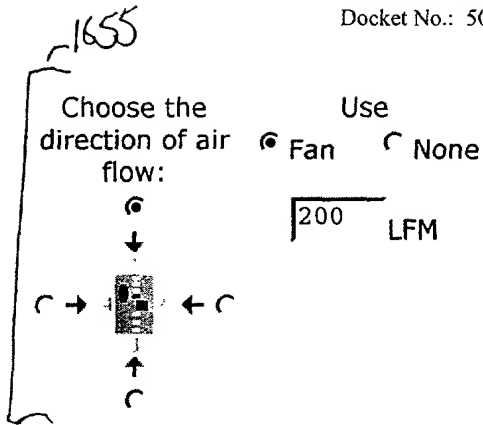 Docket No.: 50
1655
Choose the
direction of air
flow:
Use
Fan None
200 LFM